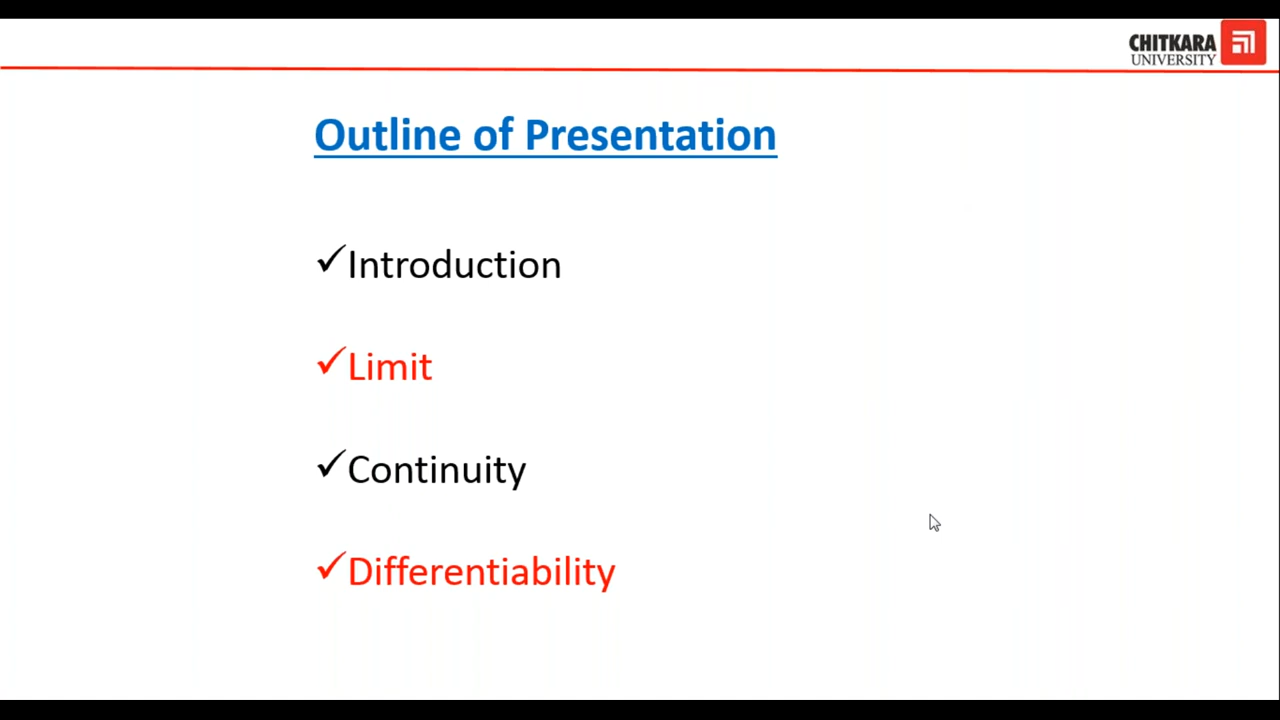 CHITKARA
UNIVERSITY
Outline of Presentation
✓Introduction
✓Limit
✓Continuity
✓Differentiability